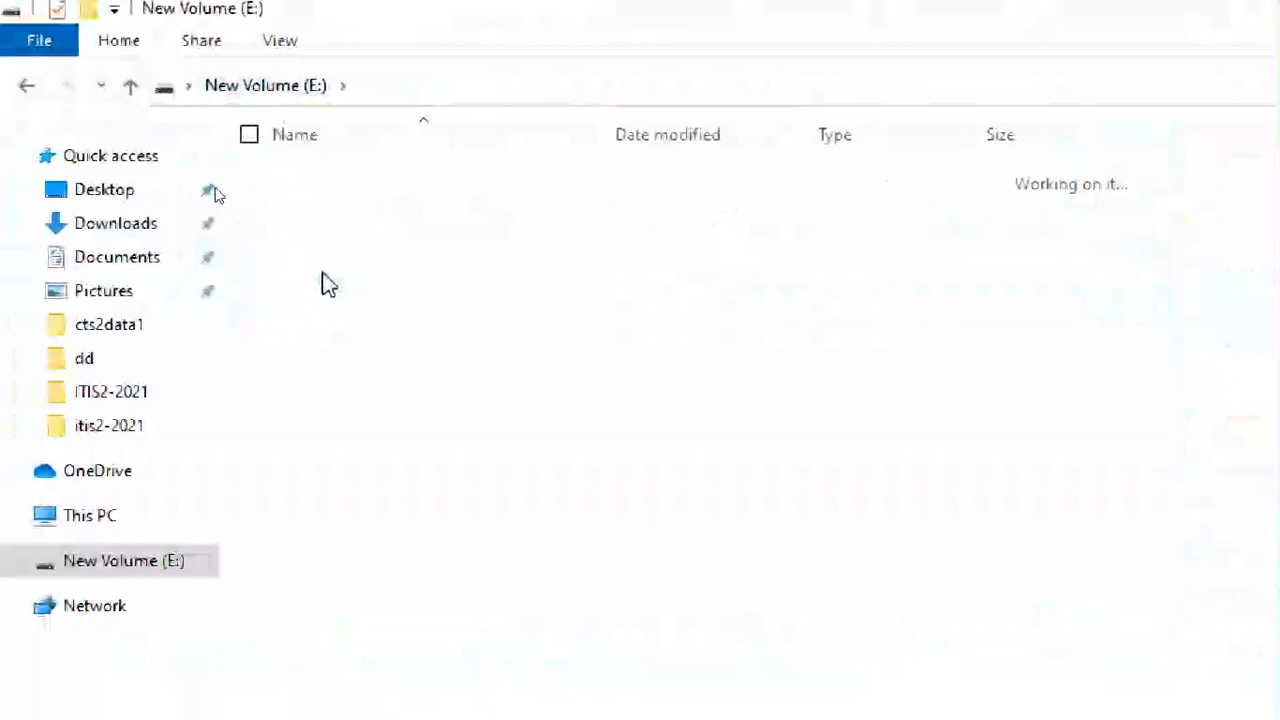 New Volume (E:)
File Home Share View
New Volume (E:)
Name Date modified Type Size
Working on it...
Quick access
Desktop
Downloads
Documents
Pictures
cts2data1
dd
ITIS2-2021
itis2-2021
OneDrive
This PC
New Volume (E:)
Network